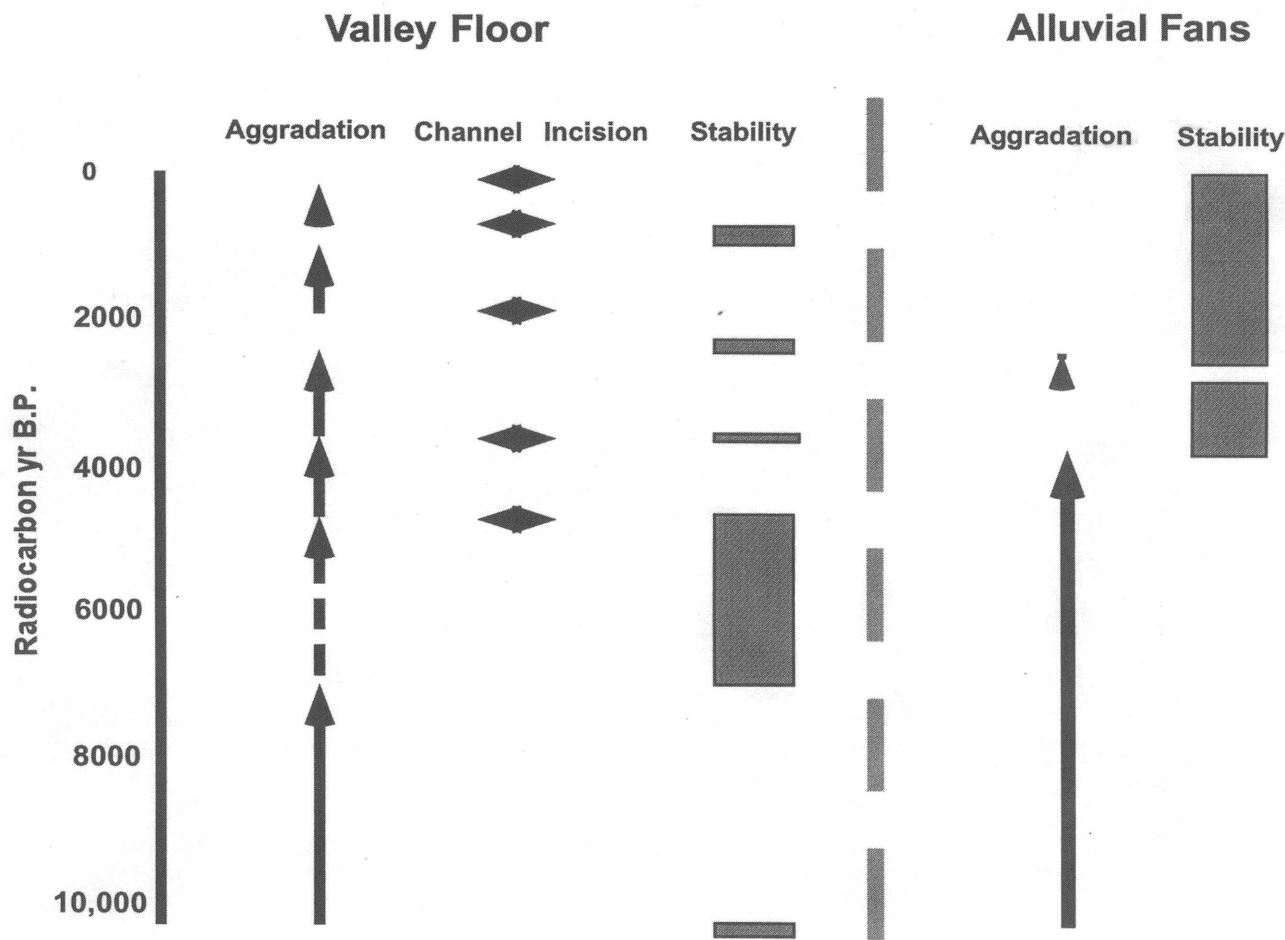 Valley Floor
Alluvial Fans
Aggradation
Channel Incision
Stability
Aggradation
Stability
0
2000
4000
6000
8000
10,000
Radiocarbon yr B.P.